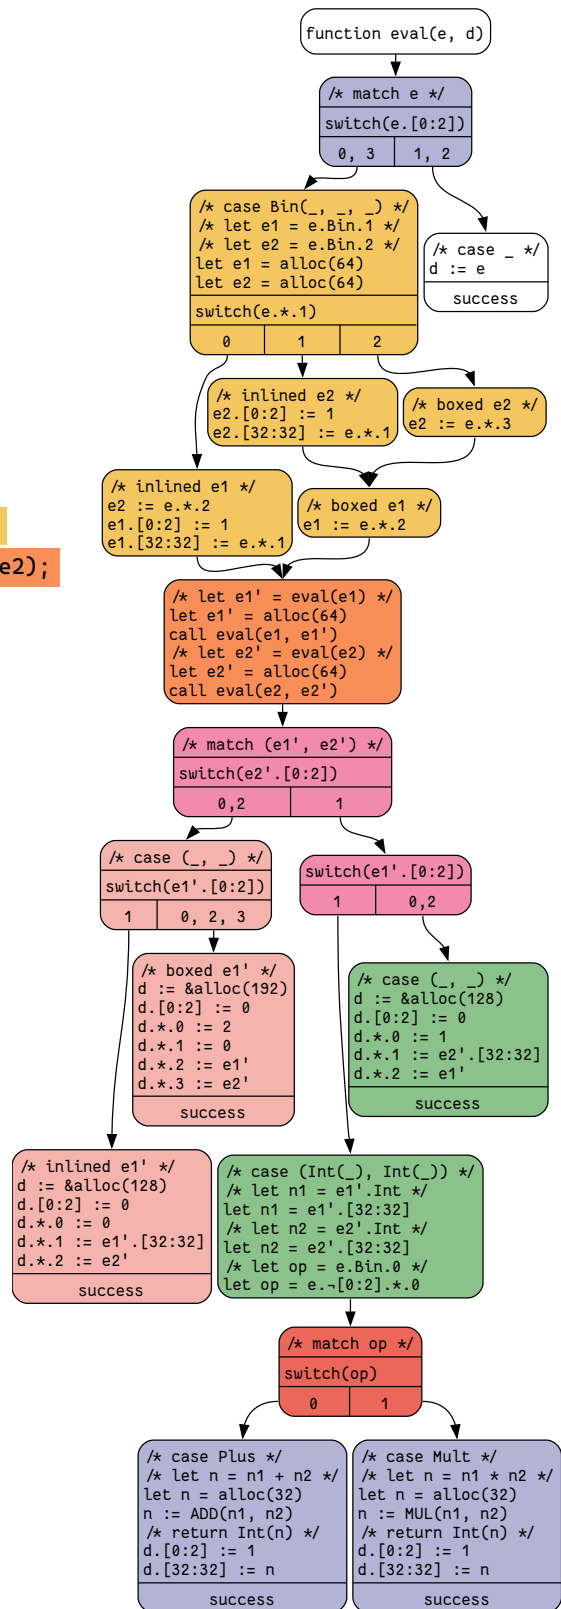 function eval(e, d)
/* match e */
switch(e.[0:2])
0, 3
1, 2
/* case Bin(_, _, _) */
/* let e1 = e.Bin.1 */
/* let e2 = e.Bin.2 */
let e1 = alloc(64)
let e2 = alloc(64)
switch(e.*.1)
0
1
2
/* case _ */
d := e
success
/* inlined e2 */
e2.[0:2] := 1
e2.[32:32] := e.*.1
/* boxed e2 */
e2 := e.*.3
/* inlined e1 */
e2 := e.*.2
e1.[0:2] := 1
e1.[32:32] := e.*.1
/* boxed e1 */
e1 := e.*.2
e2);
/* let e1' = eval(e1) */
let e1' = alloc(64)
call eval(e1, e1')
/* let e2' = eval(e2) */
let e2' = alloc(64)
call eval(e2, e2')
/* match (e1', e2') */
switch(e2'.[0:2])
0,2
1
/* case (_, _) */
switch(e1'.[0:2])
1
0, 2, 3
switch(e1'.[0:2])
1
0,2
/* boxed e1' */
d := &alloc(192)
d.[0:2] := 0
d.*.0 := 2
d.*.1 := 0
d.*.2 := e1'
d.*.3 := e2'
success
/* case (_, _) */
d := &alloc(128)
d.[0:2] := 0
d.*.0 := 1
d.*.1 := e2'.[32:32]
d.*.2 := e1'
success
/* inlined e1' */
d := &alloc(128)
d.[0:2] := 0
d.*.0 := 0
d.*.1 := e1'.[32:32]
d.*.2 := e2'
success
/* case (Int(_), Int(_)) */
/* let n1 = e1'.Int */
let n1 = e1'.[32:32]
/* let n2 = e2'.Int */
let n2 = e2'.[32:32]
/* let op = e.Bin.0 */
let op = e.¬[0:2].*.0
/* match op */
switch(op)
0
1
/* case Plus */
/* let n = n1 + n2 */
let n = alloc(32)
n := ADD(n1, n2)
/* return Int(n) */
d.[0:2] := 1
d.[32:32] := n
success
/* case Mult */
/* let n = n1 * n2 */
let n = alloc(32)
n := MUL(n1, n2)
/* return Int(n) */
d.[0:2] := 1
d.[32:32] := n
success